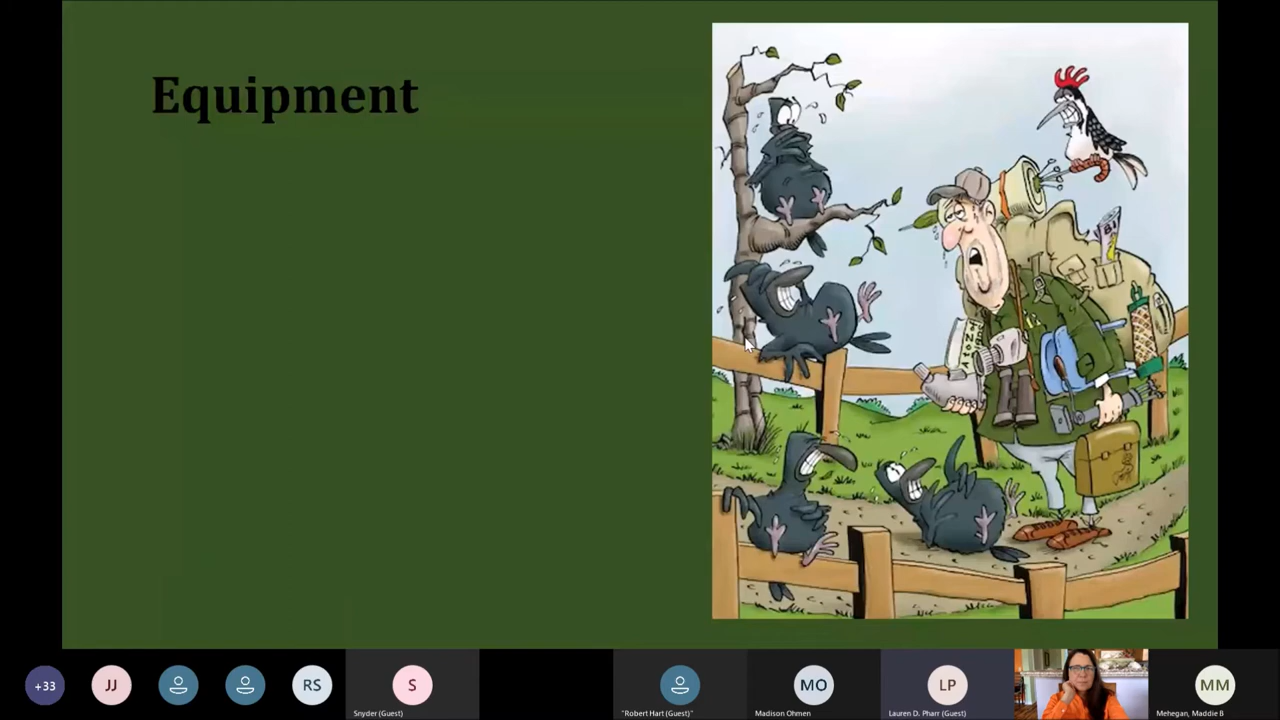 Equipment
+33
JJ
RS
S
Snyder (Guest)
"Robert Hart (Guest)"
MO
Madison Ohmen
LP
Lauren D. Pharr (Guest)
MM
Mehegan, Maddie B